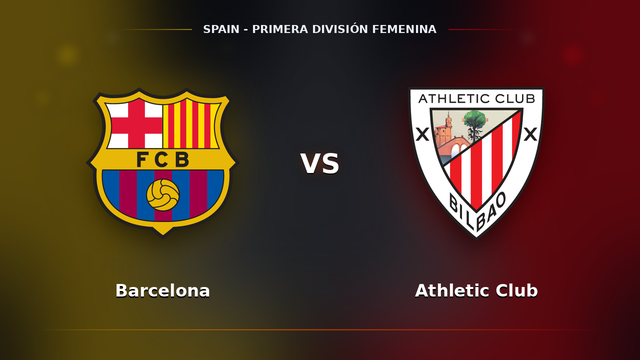 SPAIN - PRIMERA DIVISIÓN FEMENINA
FCB
ATHLETIC CLUB
X X
BILBAO
VS
Barcelona
Athletic Club